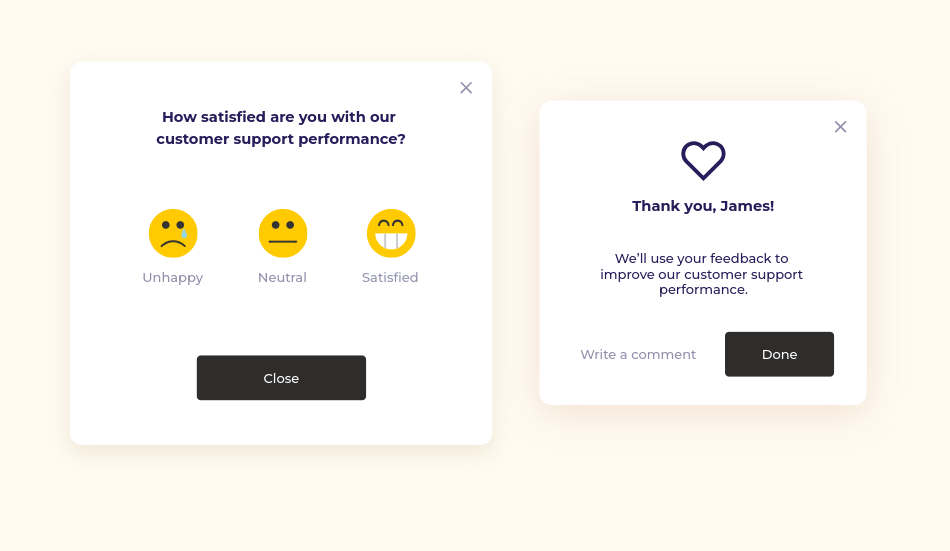 How satisfied are you with our
customer support performance?
Unhappy
Neutral
Satisfied
Close
Thank you, James!
We’ll use your feedback to
improve our customer support
performance.
Write a comment
Done